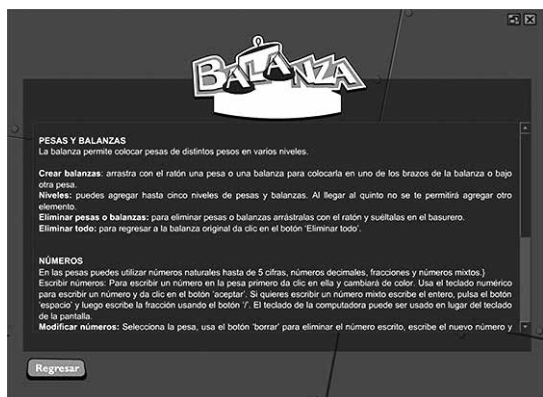 BALANZA
PESAS Y BALANZAS
La balanza permite colocar pesas de distintos pesos en varios niveles.
Crear balanzas: arrastra con el ratón una pesa o una balanza para colocarla en uno de los brazos de la balanza o bajo
otra pesa.
Niveles: puedes agregar hasta cinco niveles de pesas y balanzas. Al llegar al quinto no se te permitirá agregar otro
elemento.
Eliminar pesas o balanzas: para eliminar pesas o balanzas arrástralas con el ratón y suéltalas en el basurero.
Eliminar todo: para regresar a la balanza original da clic en el botón 'Eliminar todo'.
NÚMEROS
En las pesas puedes utilizar números naturales hasta de 5 cifras, números decimales, fracciones y números mixtos.}
Escribir números: Para escribir un número en la pesa primero da clic en ella y cambiará de color. Usa el teclado numérico
para escribir un número y da clic en el botón 'aceptar'. Si quieres escribir un número mixto escribe el entero, pulsa el botón
'espacio' y luego escribe la fracción usando el botón '/'. El teclado de la computadora puede ser usado en lugar del teclado
de la pantalla.
Modificar números: Selecciona la pesa, usa el botón 'borrar' para eliminar el número escrito, escribe el nuevo número y
Regresar